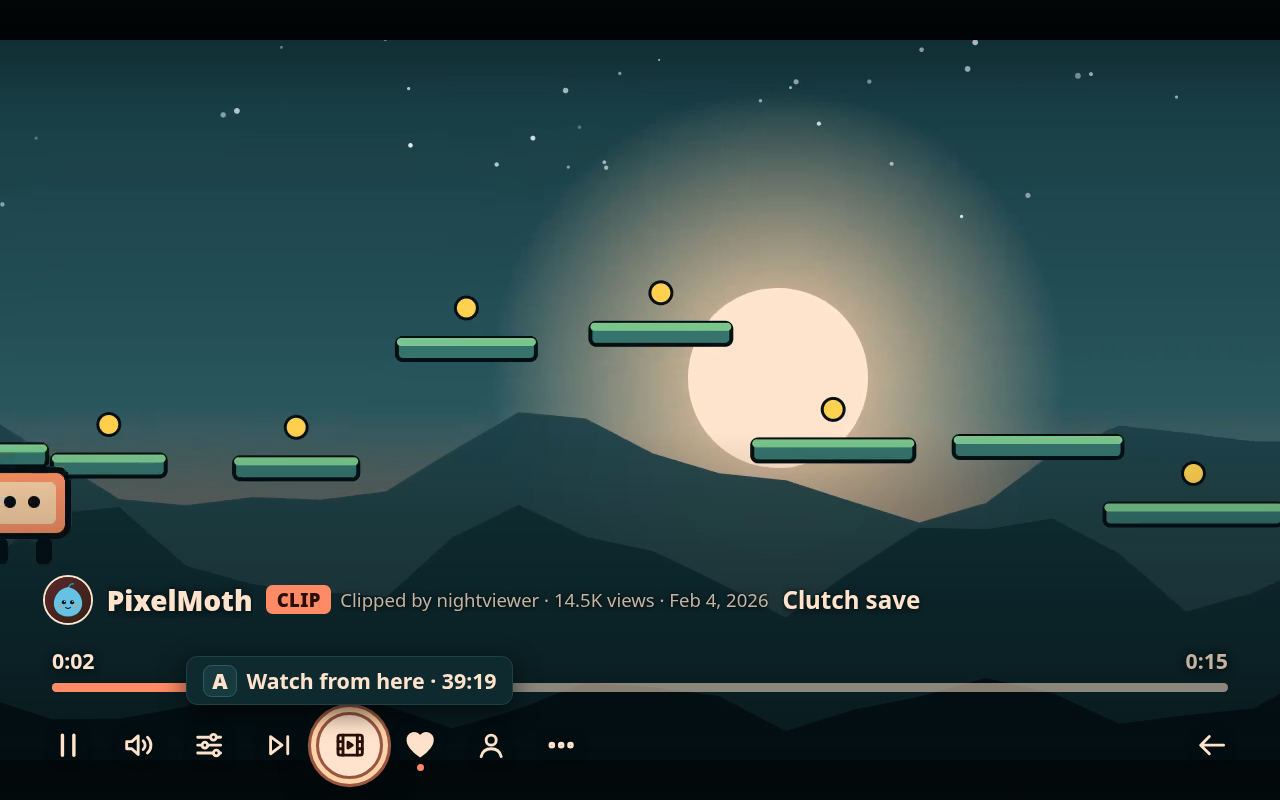 PixelMoth CLIP Clipped by nightviewer · 14.5K views · Feb 4, 2026 Clutch save
0:02 0:15
A Watch from here · 39:19